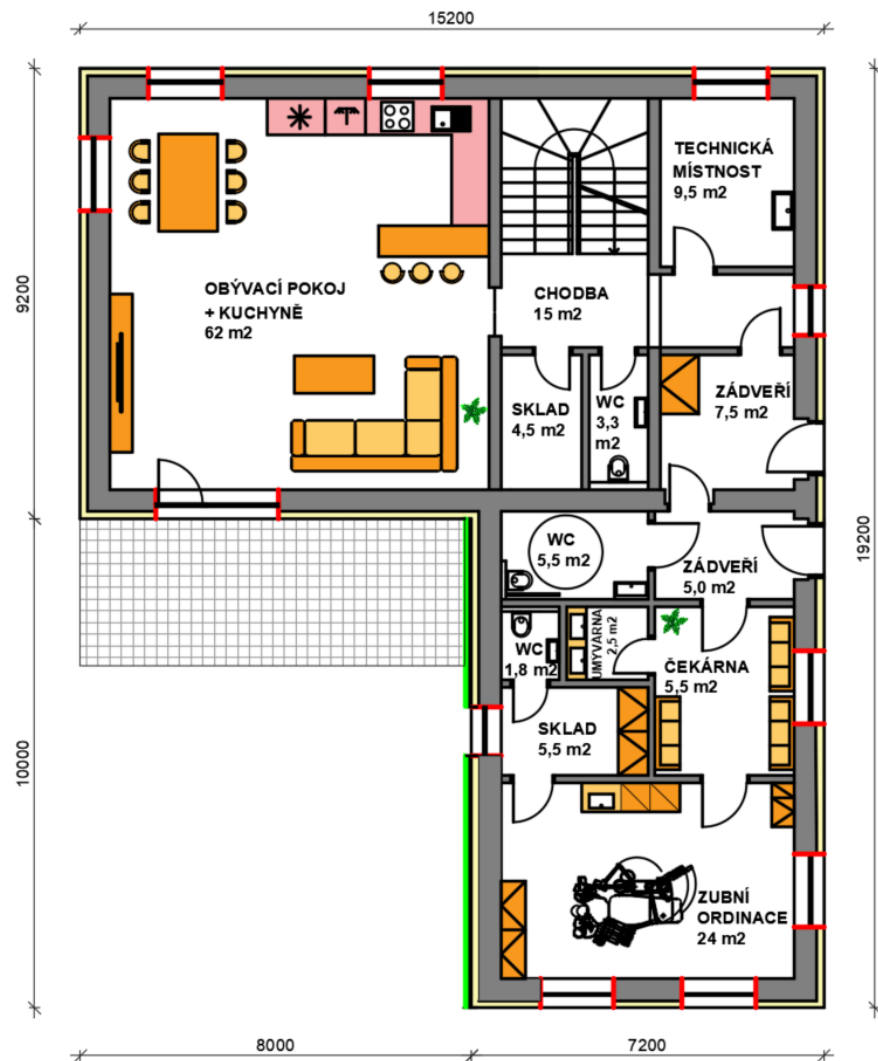 15200
TECHNICKÁ
MÍSTNOST
9,5 m2
9200
OBÝVACÍ POKOJ
+ KUCHYNĚ
62 m2
CHODBA
15 m2
SKLAD
4,5 m2
WC
3,3
m2
ZÁDVEŘÍ
7,5 m2
19200
WC
5,5 m2
ZÁDVEŘÍ
5,0 m2
WC
1,8 m2
UMÝVÁRNA
2,5 m2
ČEKÁRNA
5,5 m2
SKLAD
5,5 m2
10000
ZUBNÍ
ORDINACE
24 m2
8000
7200